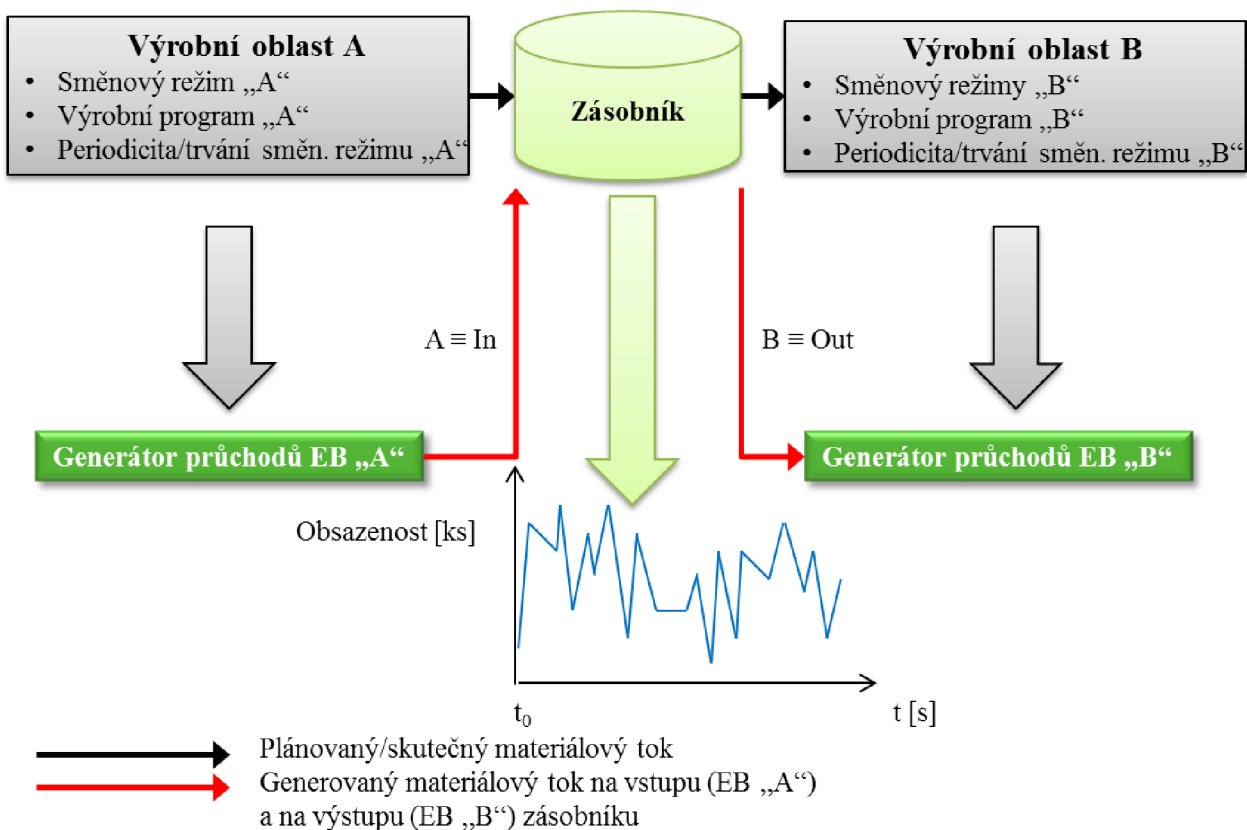 Výrobní oblast A
• Směnový režim „A“
• Výrobní program „A“
• Periodicita/trvání směn. režimu „A“
Zásobník
Výrobní oblast B
• Směnový režimy „B“
• Výrobní program „B“
• Periodicita/trvání směn. režimu „B“
A ≡ In
B ≡ Out
Generátor průchodů EB „A“
Generátor průchodů EB „B“
Obsazenost [ks]
t₀
t [s]
Plánovaný/skutečný materiálový tok
Generovaný materiálový tok na vstupu (EB „A“)
a na výstupu (EB „B“) zásobníku